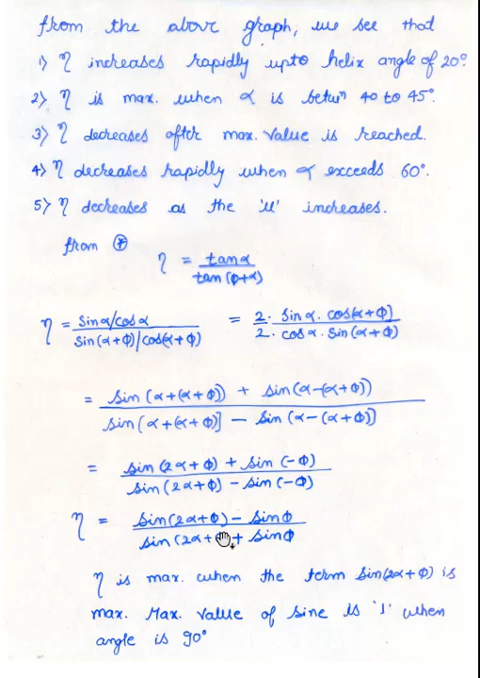 from the above graph, we see that
1) η increases rapidly upto helix angle of 20°.
2) η is max. when α is betwⁿ 40 to 45°.
3) η decreases after max. value is reached.
4) η decreases rapidly when α exceeds 60°.
5) η decreases as the 'μ' increases.
from ⊛
η = tanα / tan(ϕ+α)
η = sinα/cosα / sin(α+ϕ)/cos(α+ϕ) = 2. sinα. cos(α+ϕ) / 2. cosα. sin(α+ϕ)
= sin(α+(α+ϕ)) + sin(α-(α+ϕ)) / sin[α+(α+ϕ)] - sin(α-(α+ϕ))
= sin(2α+ϕ) + sin(-ϕ) / sin(2α+ϕ) - sin(-ϕ)
η = sin(2α+ϕ) - sinϕ / sin(2α+ + sinϕ
η is max. when the term sin(2α+ϕ) is
max. Max. value of sine is '1' when
angle is 90°